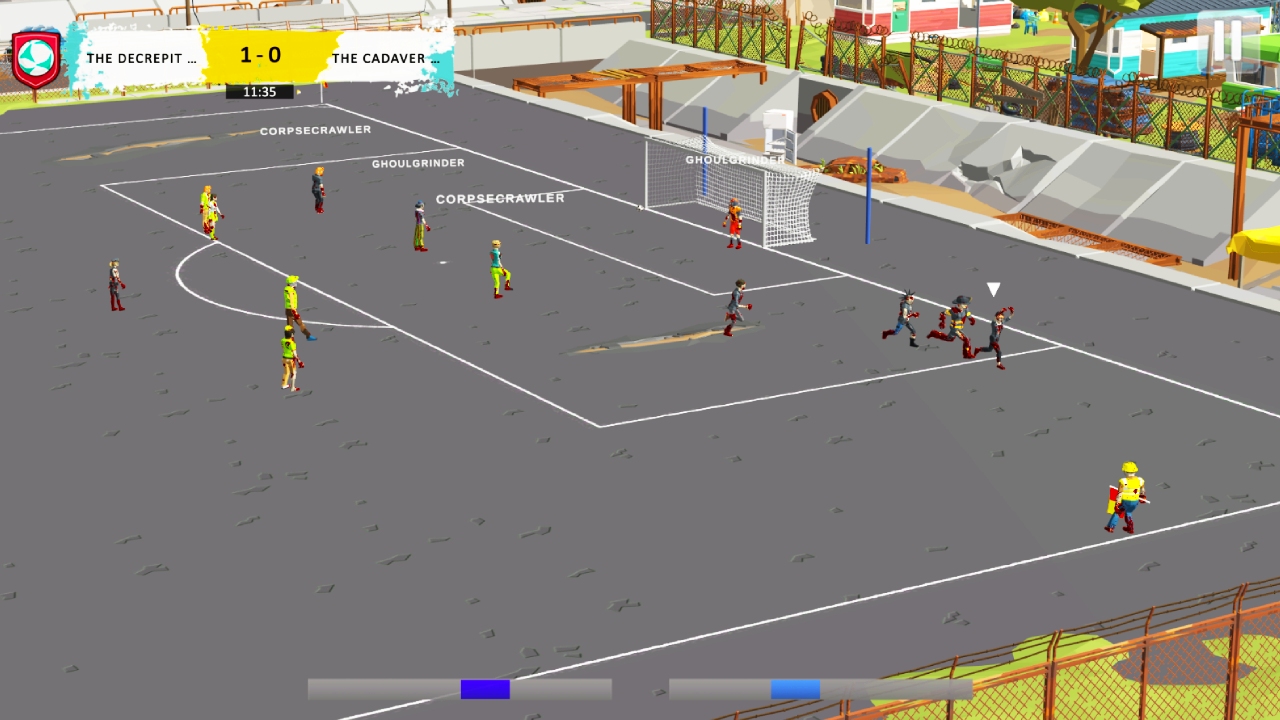 THE DECREPIT ...
1 - 0
THE CADAVER ...
11:35
CORPSECRAWLER
GHOULGRINDER
GHOULGRINDER
CORPSECRAWLER